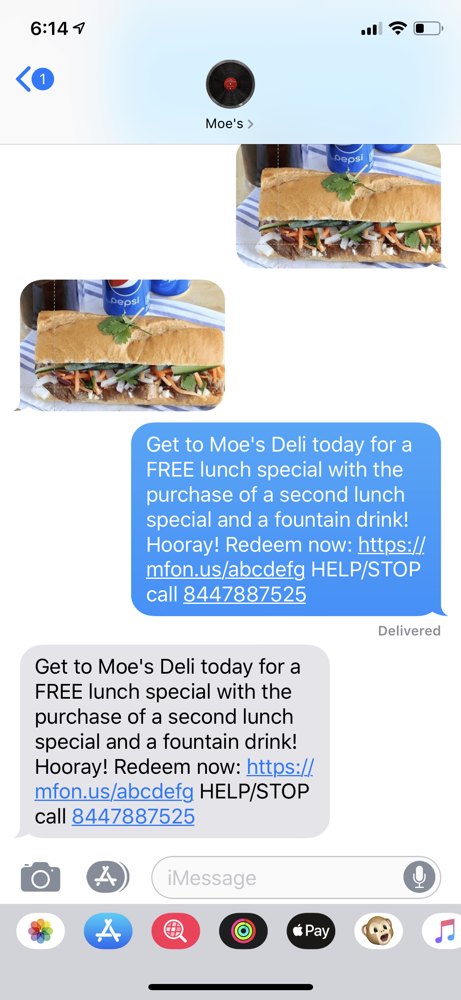 6:14
1
Moe's
pepsi
pepsi
Get to Moe's Deli today for a
FREE lunch special with the
purchase of a second lunch
special and a fountain drink!
Hooray! Redeem now: https://
mfon.us/abcdefg HELP/STOP
call 8447887525
Delivered
Get to Moe's Deli today for a
FREE lunch special with the
purchase of a second lunch
special and a fountain drink!
Hooray! Redeem now: https://
mfon.us/abcdefg HELP/STOP
call 8447887525
iMessage
Pay